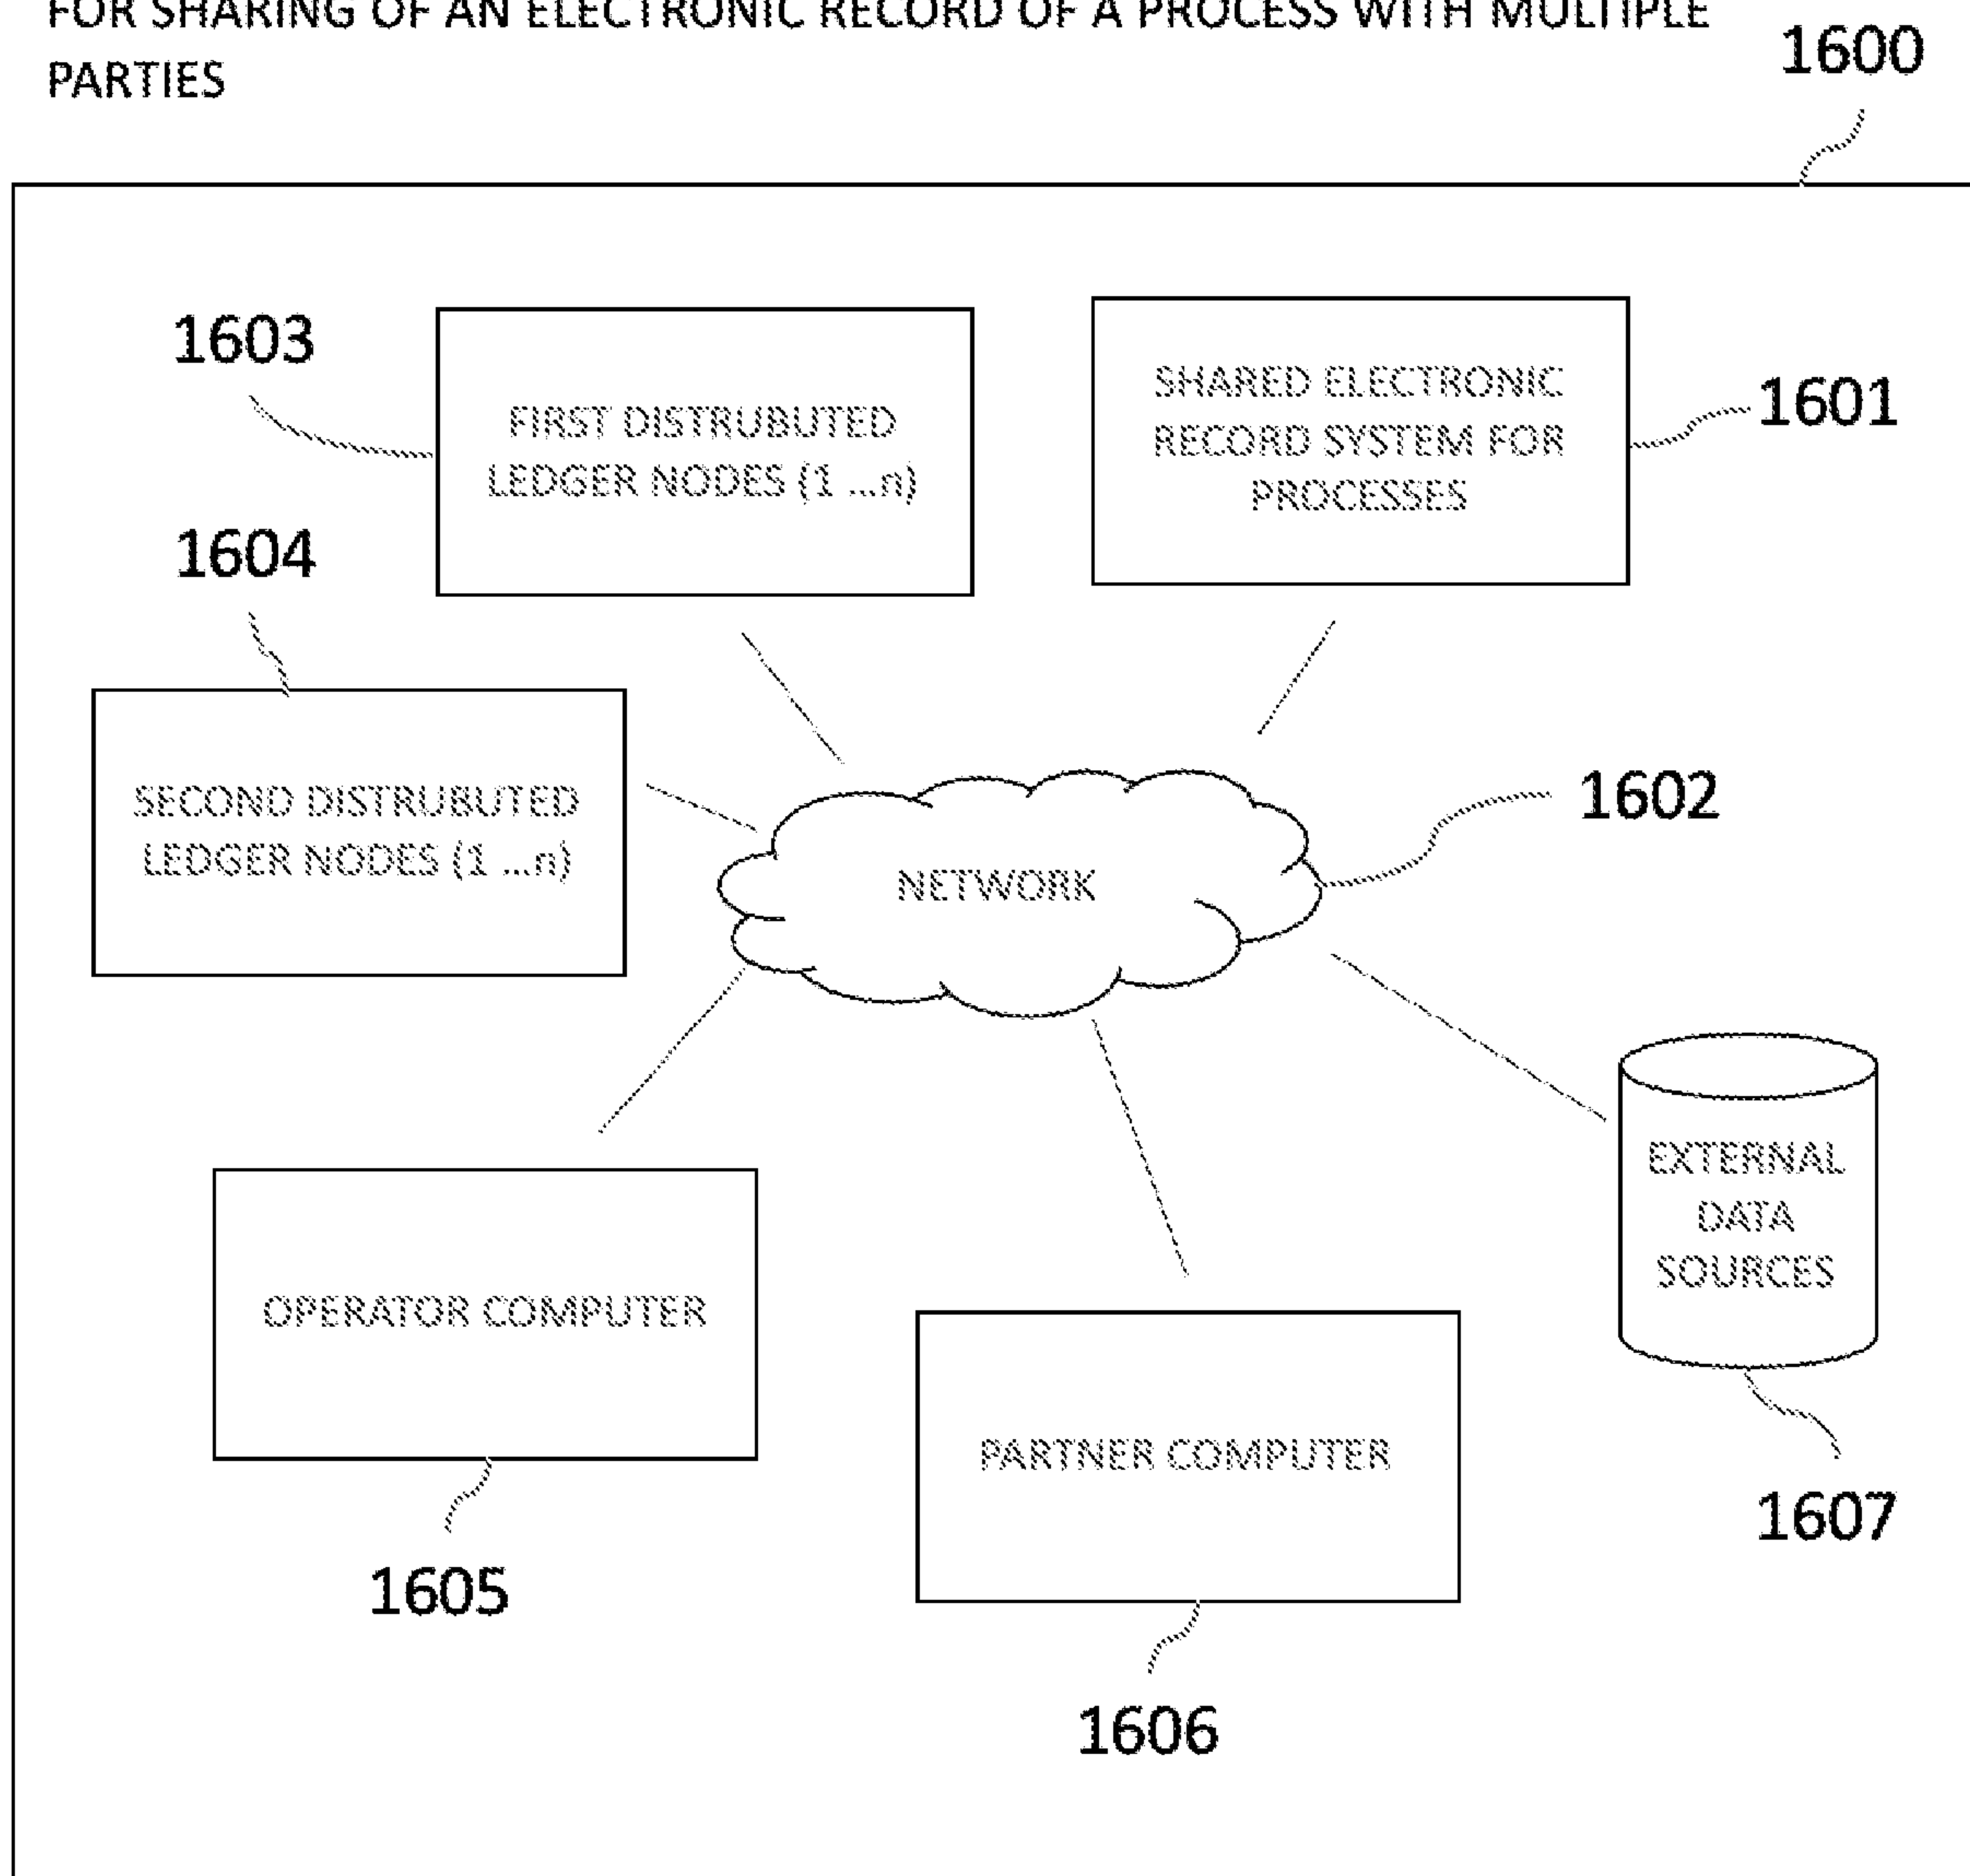 FOR SHARING OF AN ELECTRONIC RECORD OF A PROCESS WITH MULTIPLE
PARTIES
1600
1603
FIRST DISTRUBUTED
LEDGER NODES (1 ...n)
SHARED ELECTRONIC
RECORD SYSTEM FOR
PROCESSES
1601
1604
SECOND DISTRUBUTED
LEDGER NODES (1 ...n)
NETWORK
1602
OPERATOR COMPUTER
1605
PARTNER COMPUTER
1606
EXTERNAL
DATA
SOURCES
1607